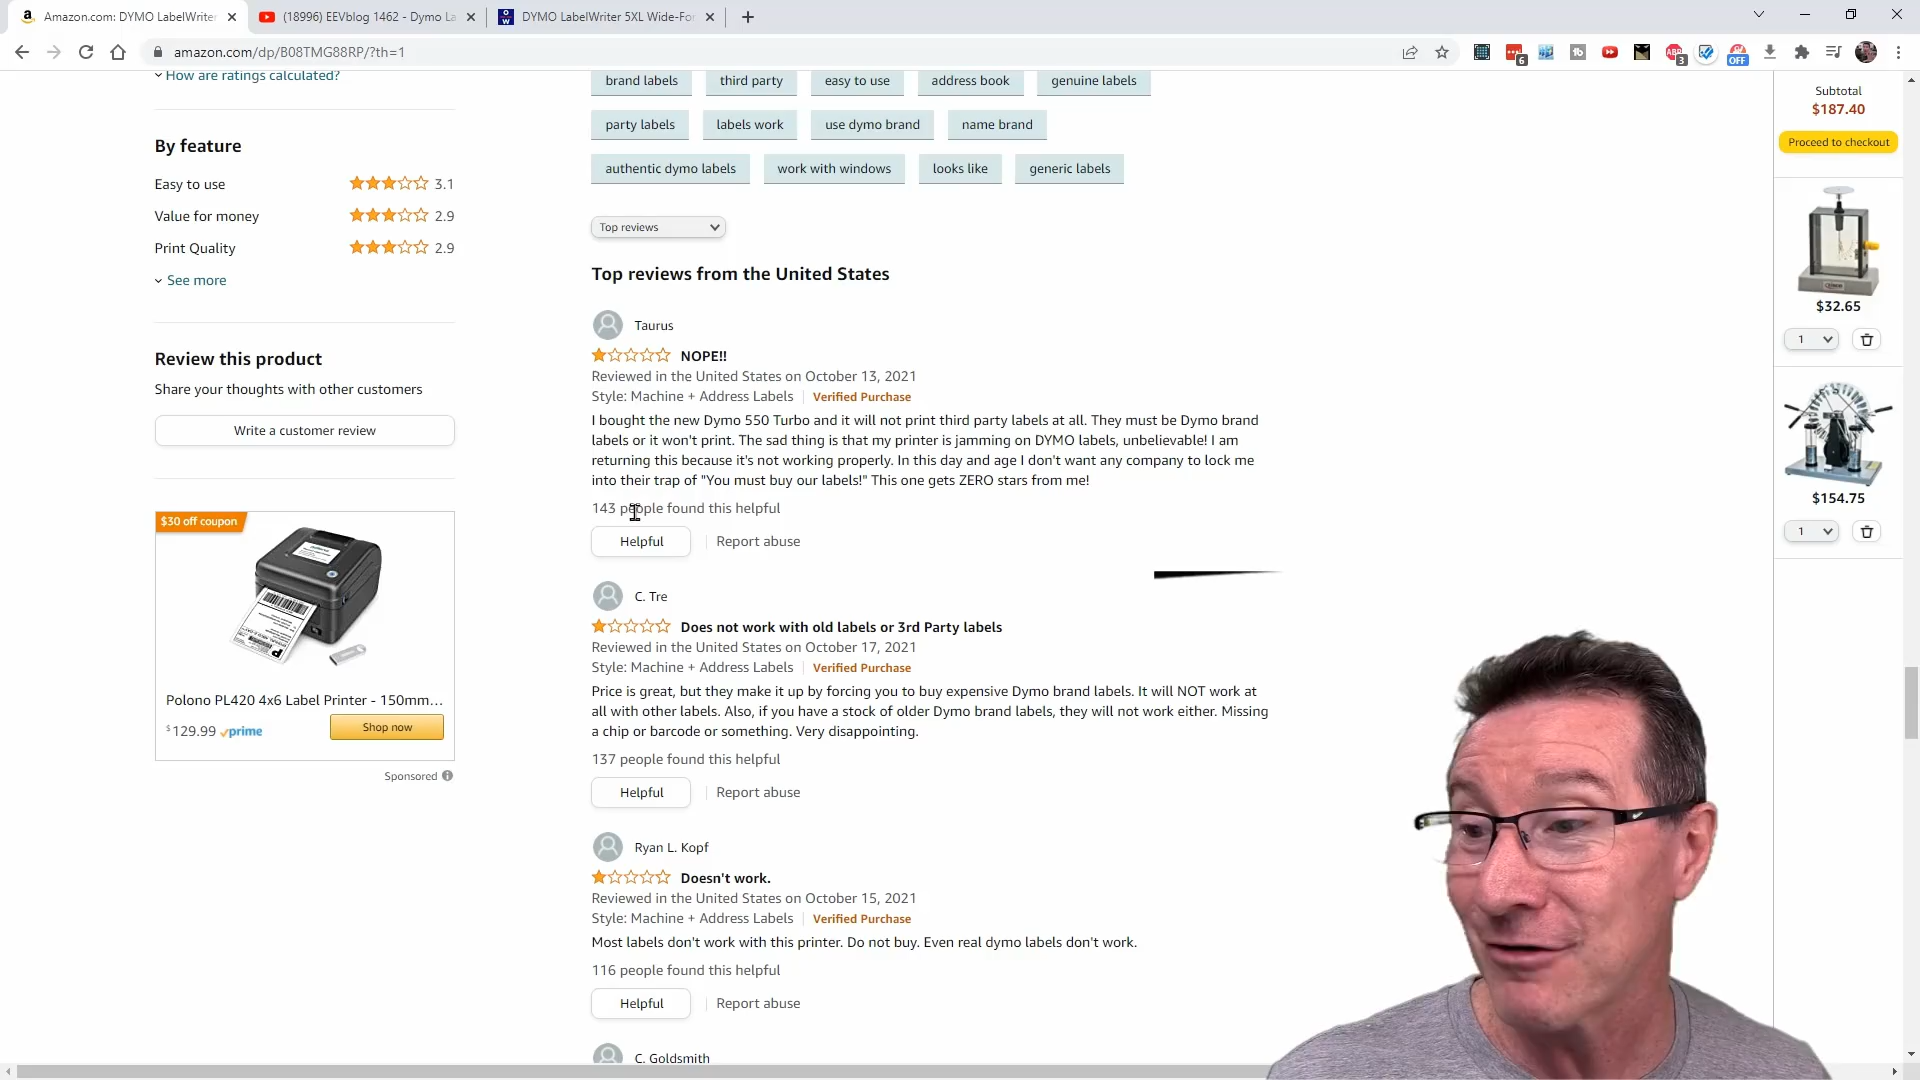 Amazon.com: DYMO LabelWriter
(18996) EEVblog 1462 - Dymo La
DYMO LabelWriter 5XL Wide-For
amazon.com/dp/B08TMG88RP/?th=1
6
3
OFF
How are ratings calculated?
By feature
Easy to use 3.1
Value for money 2.9
Print Quality 2.9
See more
Review this product
Share your thoughts with other customers
Write a customer review
$30 off coupon
Polono PL420 4x6 Label Printer - 150mm…
$129.99 prime
Shop now
Sponsored
brand labels third party easy to use address book genuine labels
party labels labels work use dymo brand name brand
authentic dymo labels work with windows looks like generic labels
Top reviews
Top reviews from the United States
Taurus
NOPE!!
Reviewed in the United States on October 13, 2021
Style: Machine + Address Labels | Verified Purchase
I bought the new Dymo 550 Turbo and it will not print third party labels at all. They must be Dymo brand
labels or it won't print. The sad thing is that my printer is jamming on DYMO labels, unbelievable! I am
returning this because it's not working properly. In this day and age I don't want any company to lock me
into their trap of "You must buy our labels!" This one gets ZERO stars from me!
143 people found this helpful
Helpful | Report abuse
C. Tre
Does not work with old labels or 3rd Party labels
Reviewed in the United States on October 17, 2021
Style: Machine + Address Labels | Verified Purchase
Price is great, but they make it up by forcing you to buy expensive Dymo brand labels. It will NOT work at
all with other labels. Also, if you have a stock of older Dymo brand labels, they will not work either. Missing
a chip or barcode or something. Very disappointing.
137 people found this helpful
Helpful | Report abuse
Ryan L. Kopf
Doesn't work.
Reviewed in the United States on October 15, 2021
Style: Machine + Address Labels | Verified Purchase
Most labels don't work with this printer. Do not buy. Even real dymo labels don't work.
116 people found this helpful
Helpful | Report abuse
C. Goldsmith
Subtotal
$187.40
Proceed to checkout
$32.65
1
$154.75
1